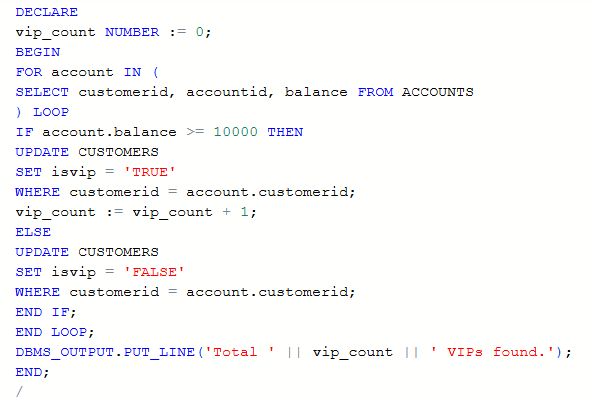 DECLARE
vip_count NUMBER := 0;
BEGIN
FOR account IN (
SELECT customerid, accountid, balance FROM ACCOUNTS
) LOOP
IF account.balance >= 10000 THEN
UPDATE CUSTOMERS
SET isvip = 'TRUE'
WHERE customerid = account.customerid;
vip_count := vip_count + 1;
ELSE
UPDATE CUSTOMERS
SET isvip = 'FALSE'
WHERE customerid = account.customerid;
END IF;
END LOOP;
DBMS_OUTPUT.PUT_LINE('Total ' || vip_count || ' VIPs found.');
END;
/